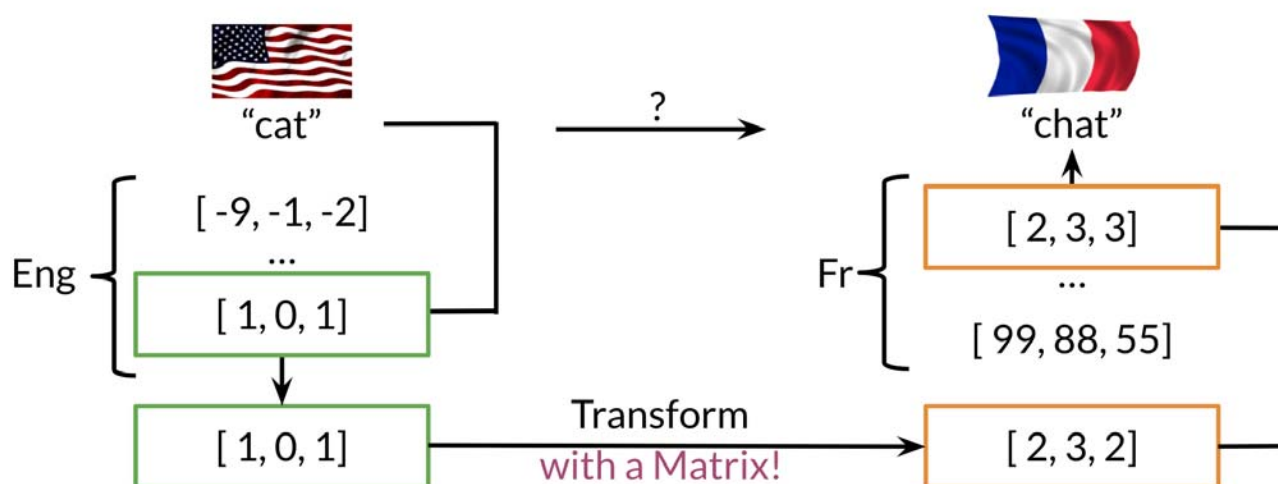 “cat”
?
“chat”
Eng
[ -9, -1, -2]
...
[ 1, 0, 1]
Fr
[ 2, 3, 3]
...
[ 99, 88, 55]
[ 1, 0, 1]
Transform
with a Matrix!
[ 2, 3, 2]